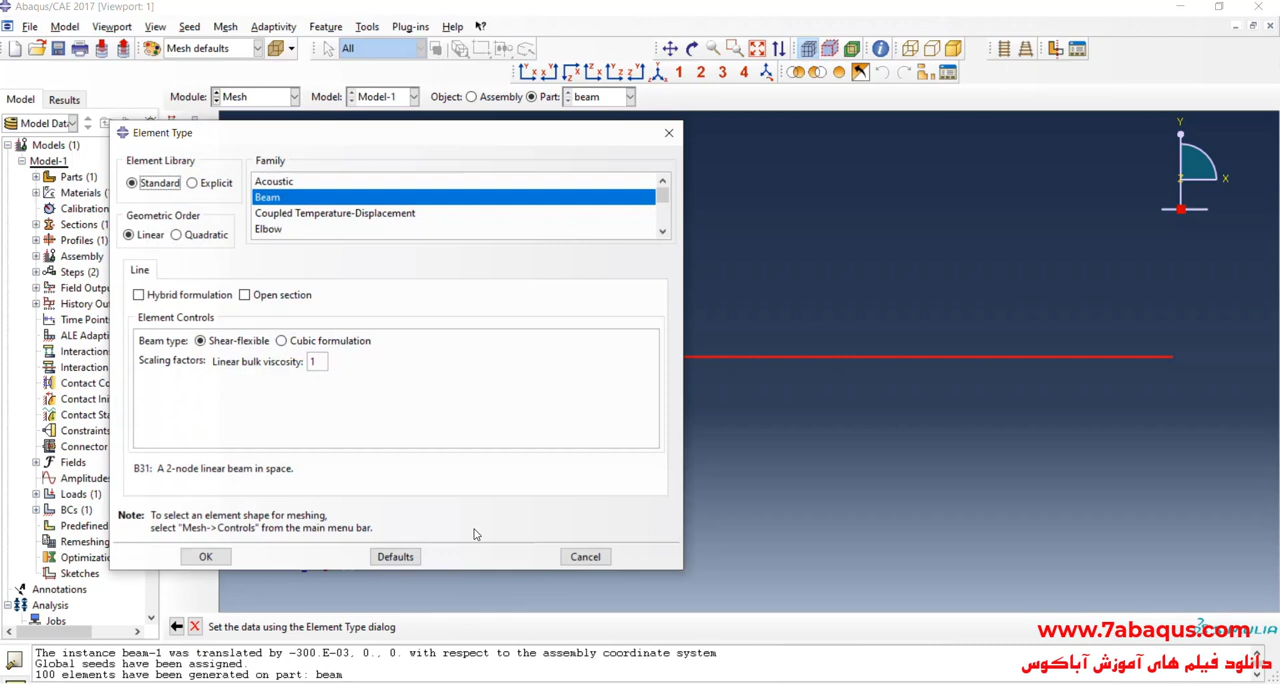 Abaqus/CAE 2017 [Viewport: 1]
File Model Viewport View Seed Mesh Adaptivity Feature Tools Plug-ins Help
Mesh defaults All
1 2 3 4
Model Results Module: Mesh Model: Model-1 Object: Assembly Part: beam
Model Dat
Models (1)
Model-1
Parts (1)
Materials
Calibration
Sections (1
Profiles (1)
Assembly
Steps (2)
Field Outp
History Ou
Time Point
ALE Adapti
Interaction
Interaction
Contact Co
Contact Ini
Contact Sta
Constraints
Connector
Fields
Amplitudes
Loads (1)
BCs (1)
Predefined
Remeshing
Optimizatio
Sketches
Annotations
Analysis
Jobs
Element Type
Element Library
Standard Explicit
Geometric Order
Linear Quadratic
Family
Acoustic
Beam
Coupled Temperature-Displacement
Elbow
Line
Hybrid formulation Open section
Element Controls
Beam type: Shear-flexible Cubic formulation
Scaling factors: Linear bulk viscosity: 1
B31: A 2-node linear beam in space.
Note: To select an element shape for meshing,
select "Mesh->Controls" from the main menu bar.
OK Defaults Cancel
Y
Z X
Set the data using the Element Type dialog
www.7abaqus.com
دانلود فیلم های آموزش آباکوس
The instance beam-1 was translated by -300.E-03, 0., 0. with respect to the assembly coordinate system
Global seeds have been assigned.
100 elements have been generated on part: beam